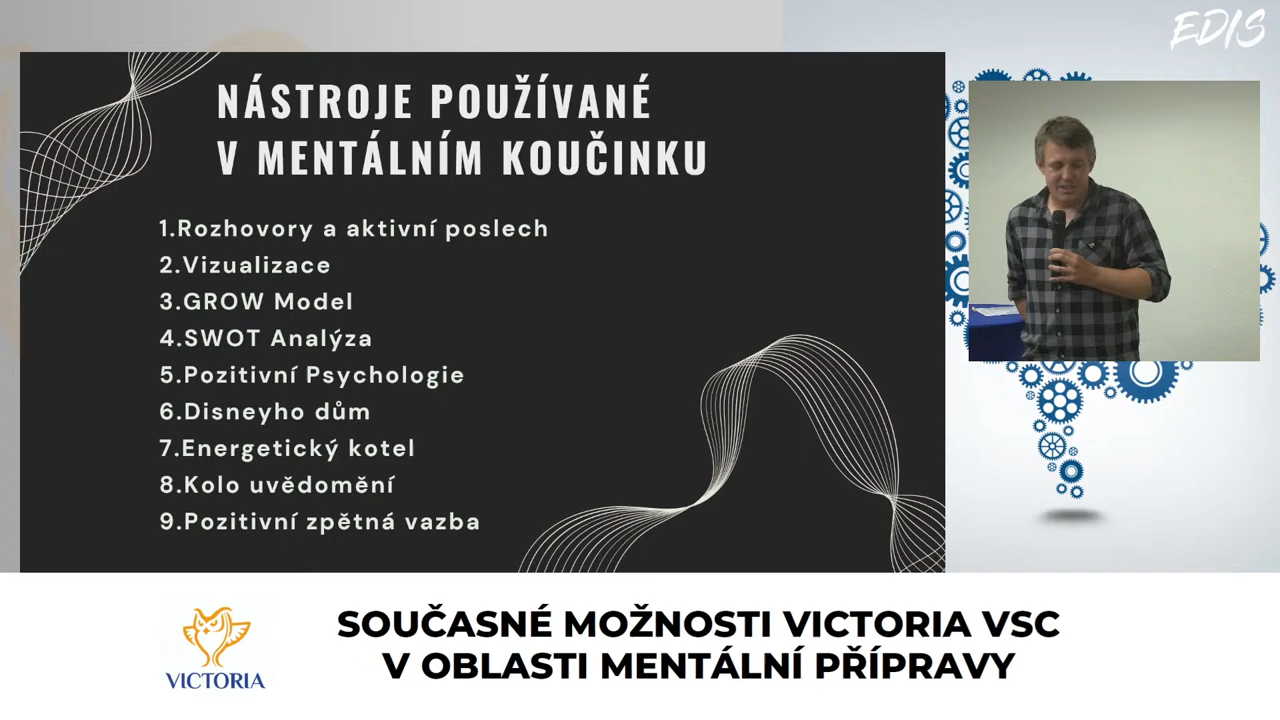 EDIS
NÁSTROJE POUŽÍVANÉ
V MENTÁLNÍM KOUČINKU
1.Rozhovory a aktivní poslech
2.Vizualizace
3.GROW Model
4.SWOT Analýza
5.Pozitivní Psychologie
6.Disneyho dům
7.Energetický kotel
8.Kolo uvědomění
9.Pozitivní zpětná vazba
VICTORIA
SOUČASNÉ MOŽNOSTI VICTORIA VSC
V OBLASTI MENTÁLNÍ PŘÍPRAVY